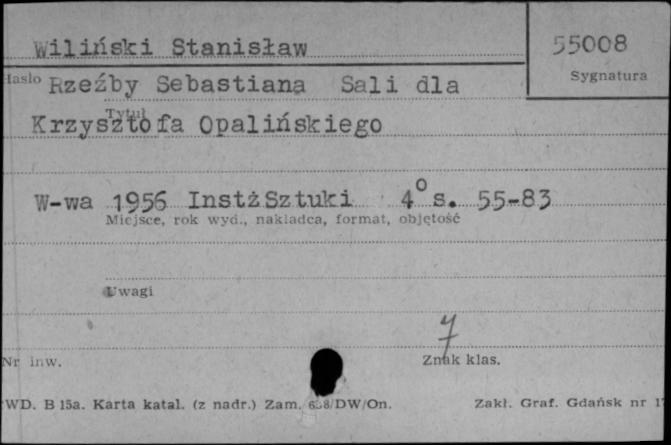 Wiliński Stanisław
55008
Hasło
Sygnatura
Rzeźby Sebastiana Sali dla
Tytuł
Krzysztofa Opalińskiego
W-wa 1956 InstżSztuki 4° s. 55-83
Miejsce, rok wyd., nakładca, format, objętość
Uwagi
7
Nr inw.
Znak klas.
WD. B 15a. Karta katal. (z nadr.) Zam. /DW/On.
Zakł. Graf. Gdańsk nr